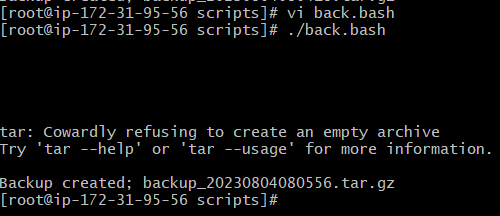 [root@ip-172-31-95-56 scripts]# vi back.bash
[root@ip-172-31-95-56 scripts]# ./back.bash
tar: Cowardly refusing to create an empty archive
Try 'tar --help' or 'tar --usage' for more information.
Backup created; backup_20230804080556.tar.gz
[root@ip-172-31-95-56 scripts]#